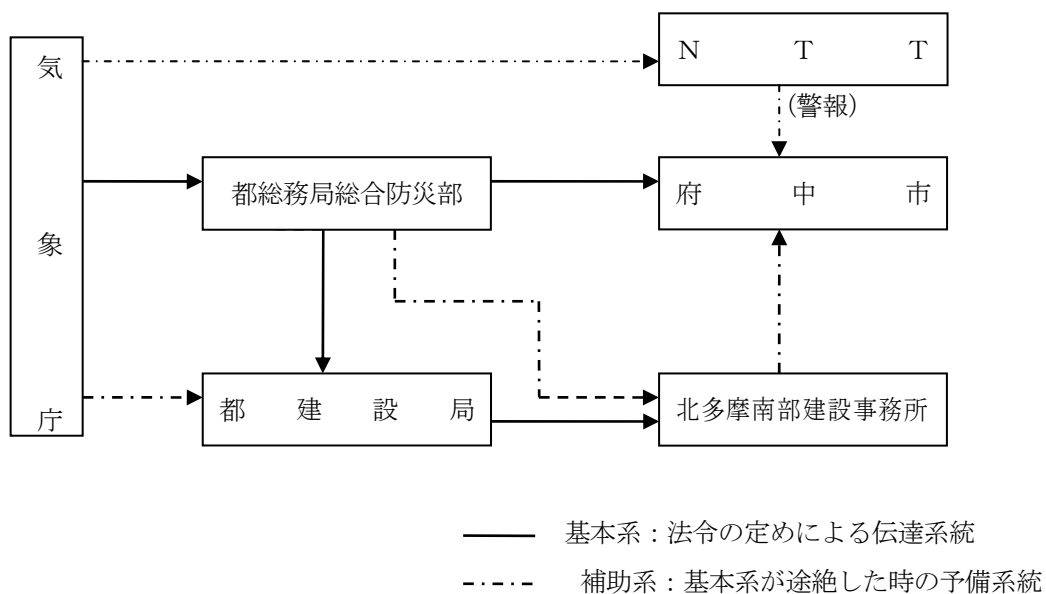 気象庁
NTT
(警報)
都総務局総合防災部
府中市
都建設局
北多摩南部建設事務所
基本系：法令の定めによる伝達系統
補助系：基本系が途絶した時の予備系統